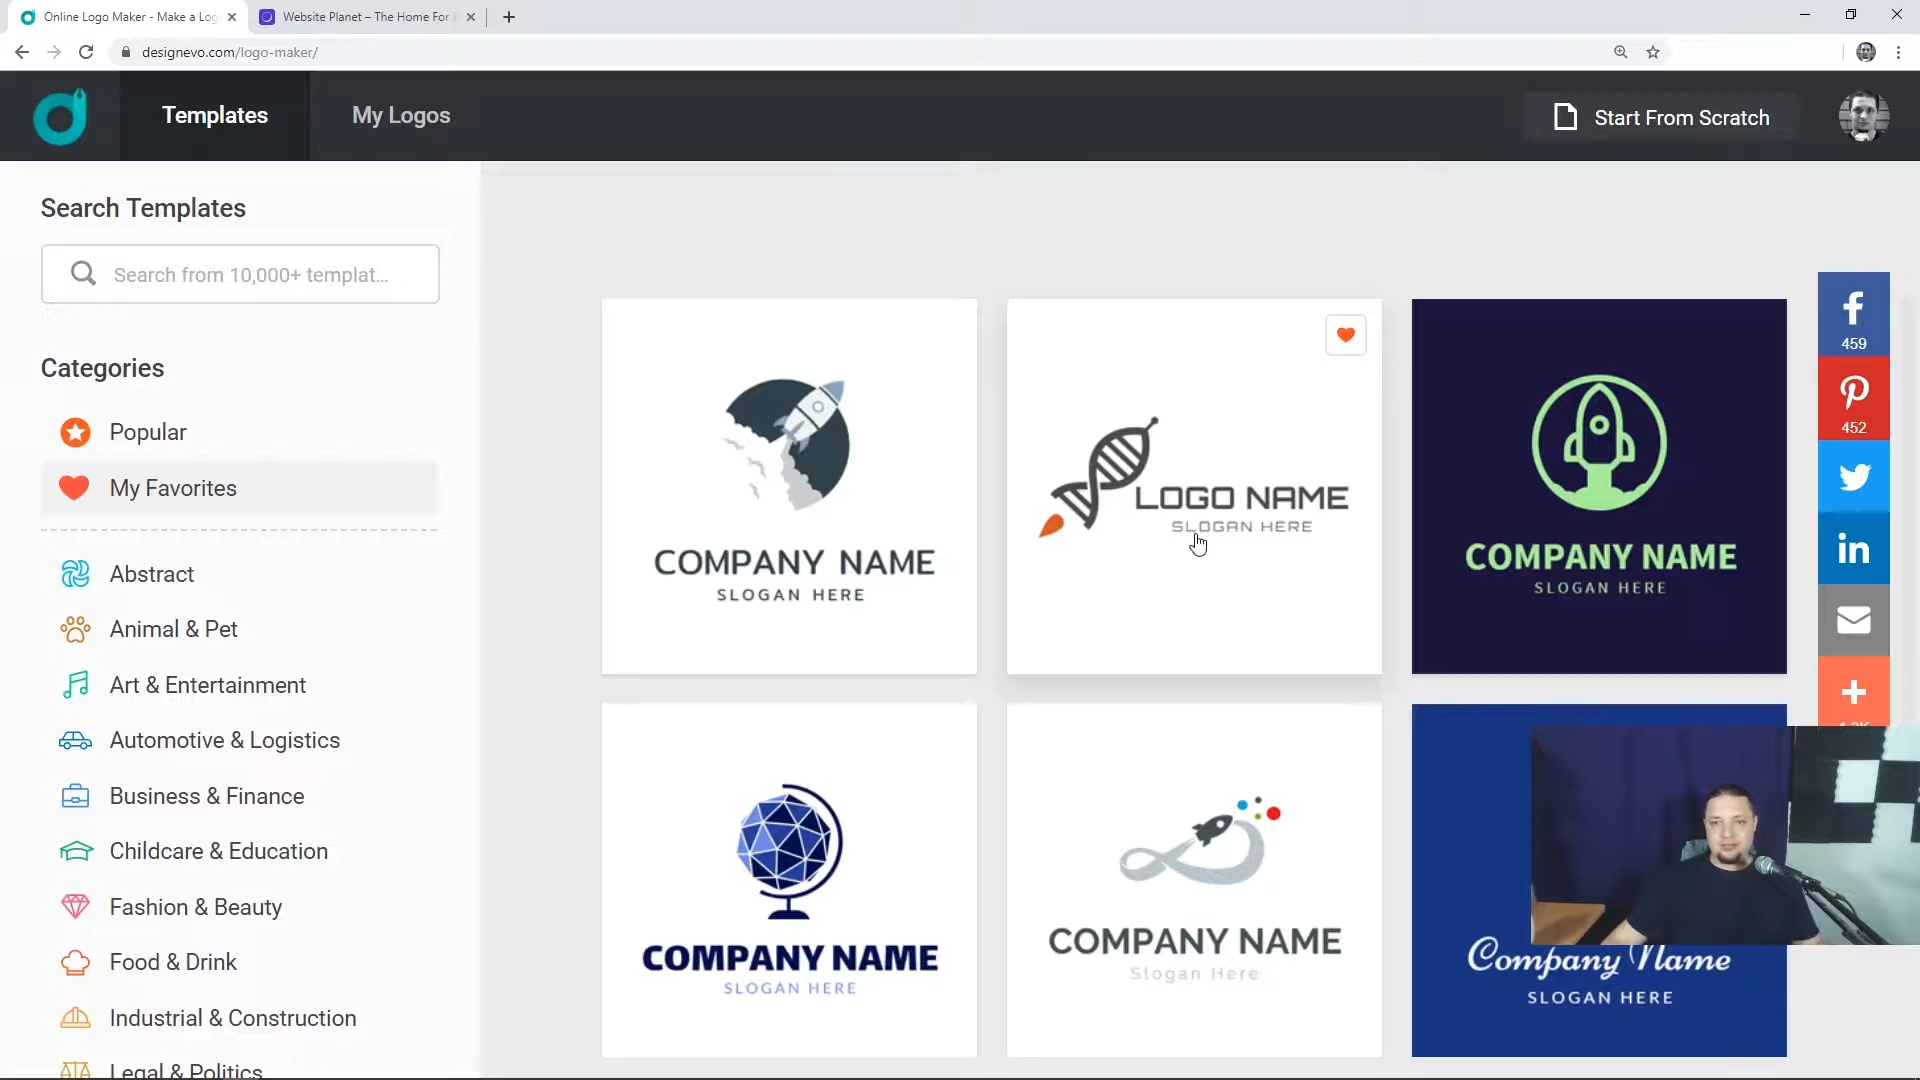 Online Logo Maker - Make a Log
Website Planet – The Home For
designevo.com/logo-maker/
Templates
My Logos
Start From Scratch
Search Templates
Search from 10,000+ templat...
Categories
Popular
My Favorites
Abstract
Animal & Pet
Art & Entertainment
Automotive & Logistics
Business & Finance
Childcare & Education
Fashion & Beauty
Food & Drink
Industrial & Construction
Legal & Politics
COMPANY NAME
SLOGAN HERE
LOGO NAME
SLOGAN HERE
COMPANY NAME
SLOGAN HERE
459
452
COMPANY NAME
SLOGAN HERE
COMPANY NAME
Slogan Here
Company Name
SLOGAN HERE